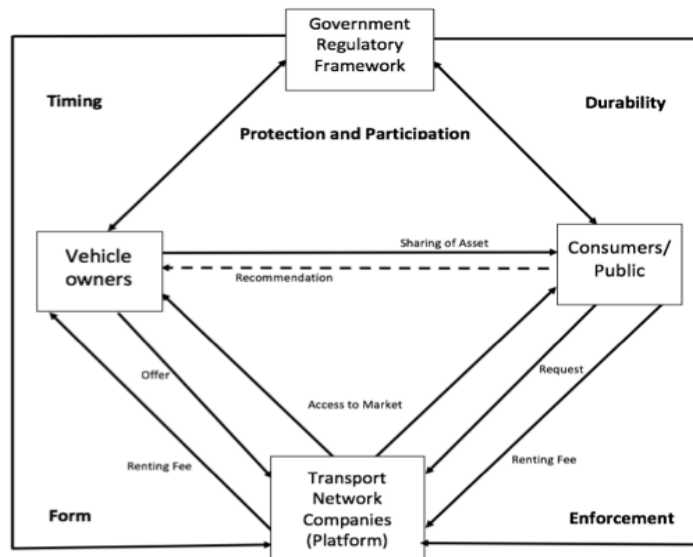 Government
Regulatory
Framework
Timing
Durability
Protection and Participation
Vehicle
owners
Sharing of Asset
Recommendation
Consumers/
Public
Offer
Request
Access to Market
Renting Fee
Renting Fee
Transport
Network
Companies
(Platform)
Form
Enforcement